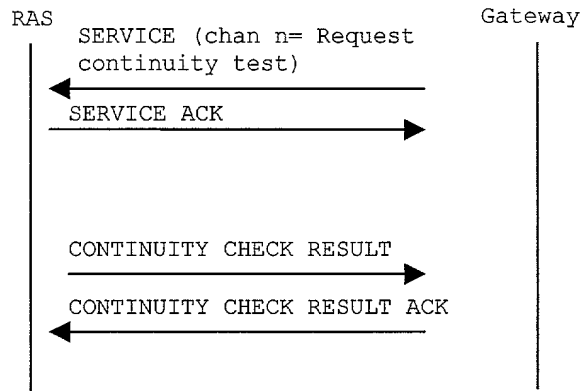 RAS
Gateway
SERVICE (chan n= Request
continuity test)
SERVICE ACK
CONTINUITY CHECK RESULT
CONTINUITY CHECK RESULT ACK